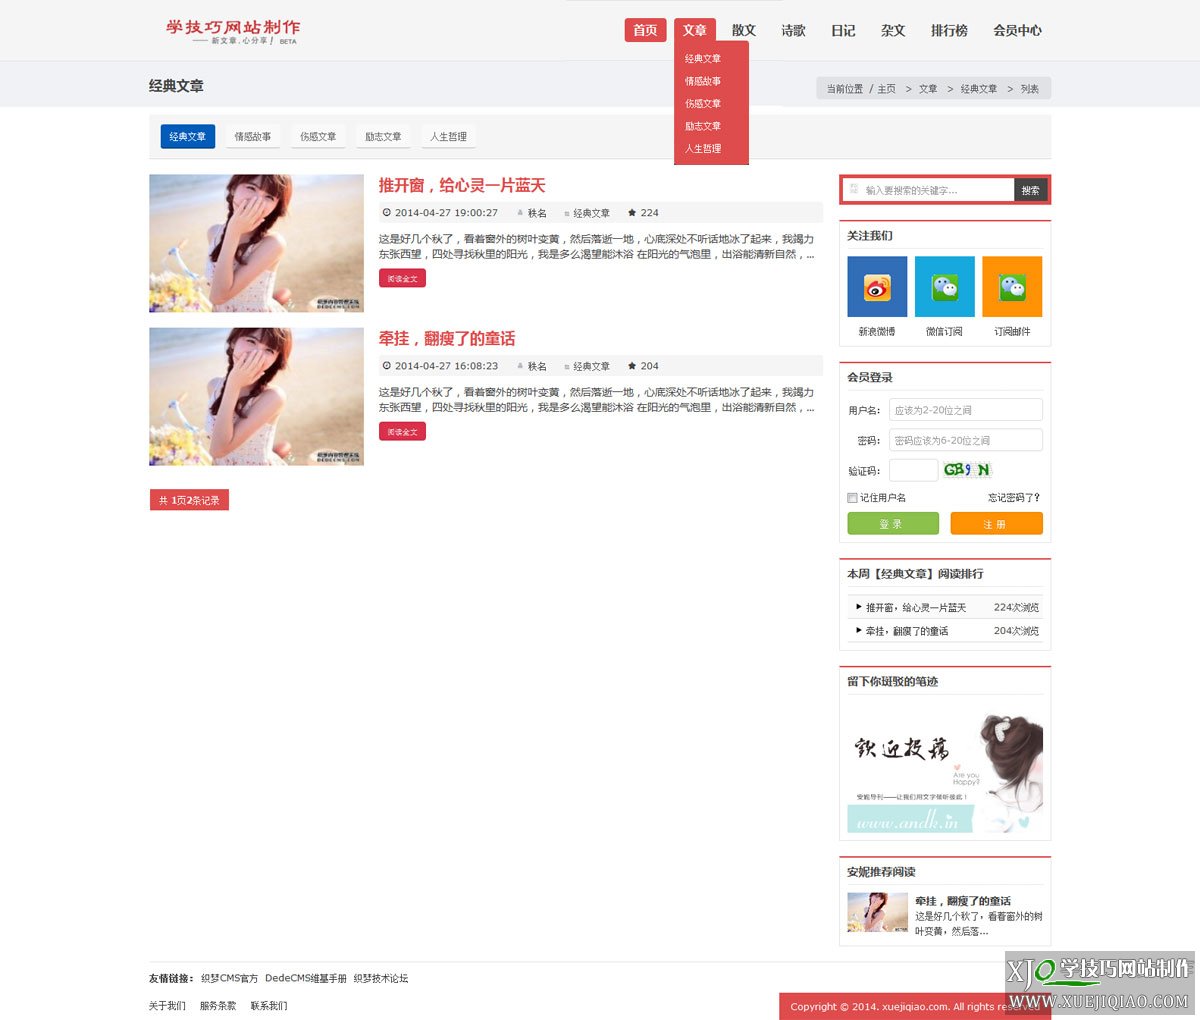 学技巧网站制作
—— 新文章.心分享！ BETA
首页 文章 散文 诗歌 日记 杂文 排行榜 会员中心
经典文章
情感故事
伤感文章
励志文章
人生哲理
经典文章
当前位置 / 主页 > 文章 > 经典文章 > 列表
经典文章 情感故事 伤感文章 励志文章 人生哲理
推开窗，给心灵一片蓝天
2014-04-27 19:00:27 佚名 经典文章 ★ 224
这是好几个秋了，看着窗外的树叶变黄，然后落逝一地，心底深处不听话地冰了起来，我竭力
东张西望，四处寻找秋里的阳光，我是多么渴望能沐浴 在阳光的气泡里，出浴能清新自然，...
阅读全文
牵挂，翻瘦了的童话
2014-04-27 16:08:23 佚名 经典文章 ★ 204
这是好几个秋了，看着窗外的树叶变黄，然后落逝一地，心底深处不听话地冰了起来，我竭力
东张西望，四处寻找秋里的阳光，我是多么渴望能沐浴 在阳光的气泡里，出浴能清新自然，...
阅读全文
共 1页2条记录
输入要搜索的关键字... 搜索
关注我们
新浪微博 微信订阅 订阅邮件
会员登录
用户名: 应该为2-20位之间
密码: 密码应该为6-20位之间
验证码: GB9N
记住用户名 忘记密码了?
登 录 注 册
本周【经典文章】阅读排行
推开窗，给心灵一片蓝天 224次浏览
牵挂，翻瘦了的童话 204次浏览
留下你斑驳的笔迹
欢迎投稿
Are you
Happy?
安妮导刊——让我们用文字倾听彼此！
www.andk.in
安妮推荐阅读
牵挂，翻瘦了的童话
这是好几个秋了，看着窗外的树
叶变黄，然后落...
友情链接: 织梦CMS官方 DedeCMS维基手册 织梦技术论坛
关于我们 服务条款 联系我们
Copyright © 2014. xuejiqiao.com. All rights reserved
XJQ学技巧网站制作
WWW.XUEJIQIAO.COM